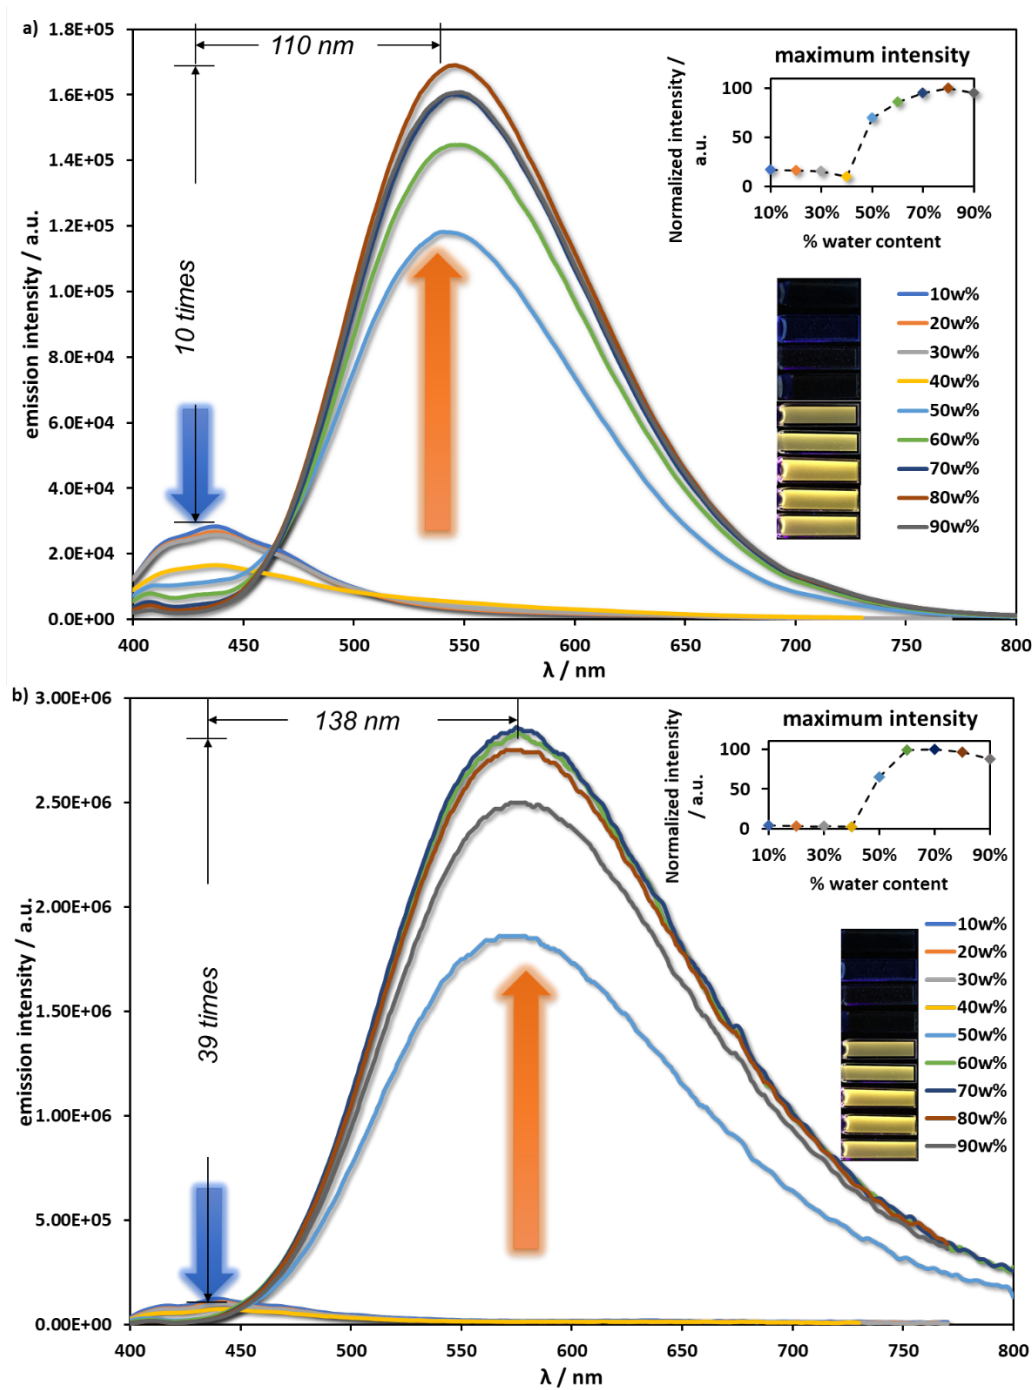 a)
1.8E+05
1.6E+05
1.4E+05
1.2E+05
1.0E+05
8.0E+04
6.0E+04
4.0E+04
2.0E+04
0.0E+00
emission intensity / a.u.
110 nm
10 times
400 450 500 550 600 650 700 750 800
λ / nm
maximum intensity
Normalized intensity /
a.u.
100
50
0
10% 30% 50% 70% 90%
% water content
10w%
20w%
30w%
40w%
50w%
60w%
70w%
80w%
90w%
b)
3.00E+06
2.50E+06
2.00E+06
1.50E+06
1.00E+06
5.00E+05
0.00E+00
emission intensity / a.u.
138 nm
39 times
400 450 500 550 600 650 700 750 800
λ / nm
maximum intensity
Normalized intensity
/ a.u.
100
50
0
10% 30% 50% 70% 90%
% water content
10w%
20w%
30w%
40w%
50w%
60w%
70w%
80w%
90w%